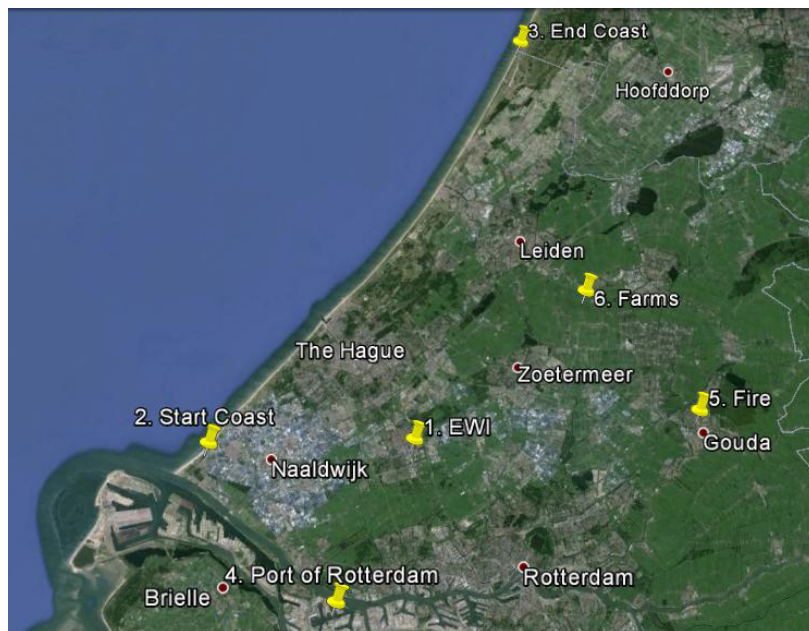 3. End Coast
Hoofddorp
Leiden
6. Farms
The Hague
Zoetermeer
5. Fire
2. Start Coast
1. EWI
Gouda
Naaldwijk
4. Port of Rotterdam
Rotterdam
Brielle